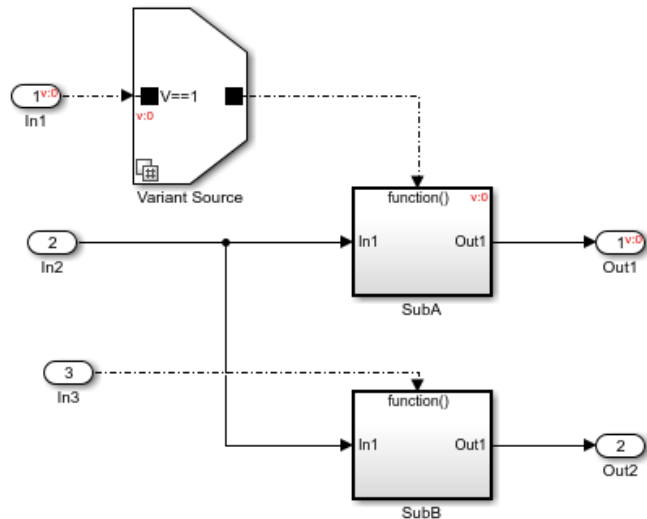 V==1
1 v:0
In1
v:0
Variant Source
function()
v:0
2
In1
Out1
1 v:0
In2
Out1
SubA
3
In3
function()
In1
Out1
2
Out2
SubB